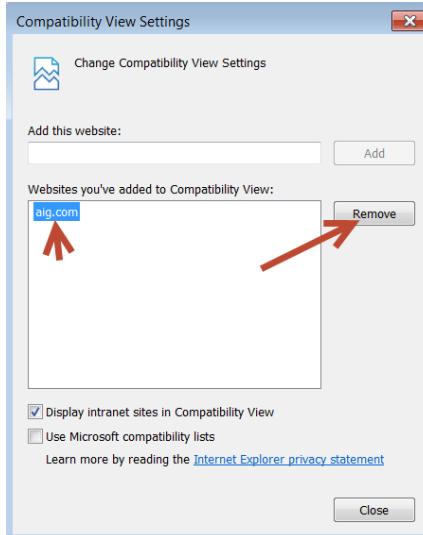 Compatibility View Settings
Change Compatibility View Settings
Add this website:
Add
Websites you've added to Compatibility View:
aig.com
Remove
Display intranet sites in Compatibility View
Use Microsoft compatibility lists
Learn more by reading the Internet Explorer privacy statement
Close